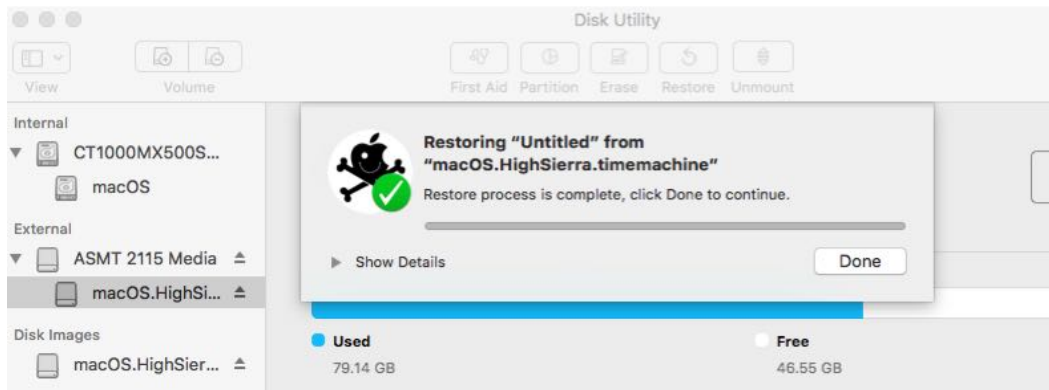 Disk Utility
View
Volume
First Aid
Partition
Erase
Restore
Unmount
Internal
CT1000MX500S...
macOS
External
ASMT 2115 Media
macOS.HighSi...
Disk Images
macOS.HighSier...
Restoring “Untitled” from
“macOS.HighSierra.timemachine”
Restore process is complete, click Done to continue.
Show Details
Done
Used
79.14 GB
Free
46.55 GB